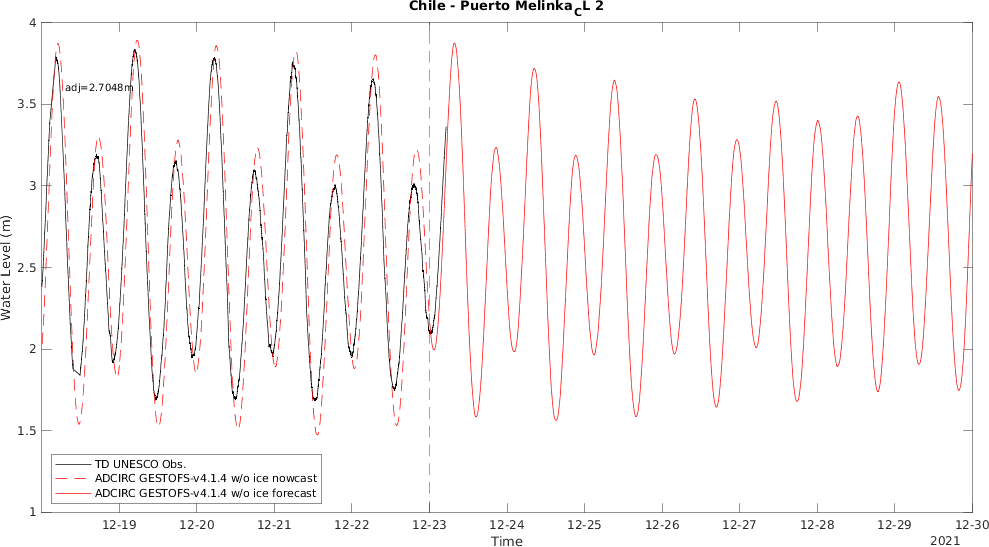 Chile - Puerto Melinka_CL 2
4
3.5
3
2.5
2
1.5
1
Water Level (m)
adj=2.7048m
TD UNESCO Obs.
ADCIRC GESTOFS-v4.1.4 w/o ice nowcast
ADCIRC GESTOFS-v4.1.4 w/o ice forecast
12-19 12-20 12-21 12-22 12-23 12-24 12-25 12-26 12-27 12-28 12-29 12-30
Time
2021